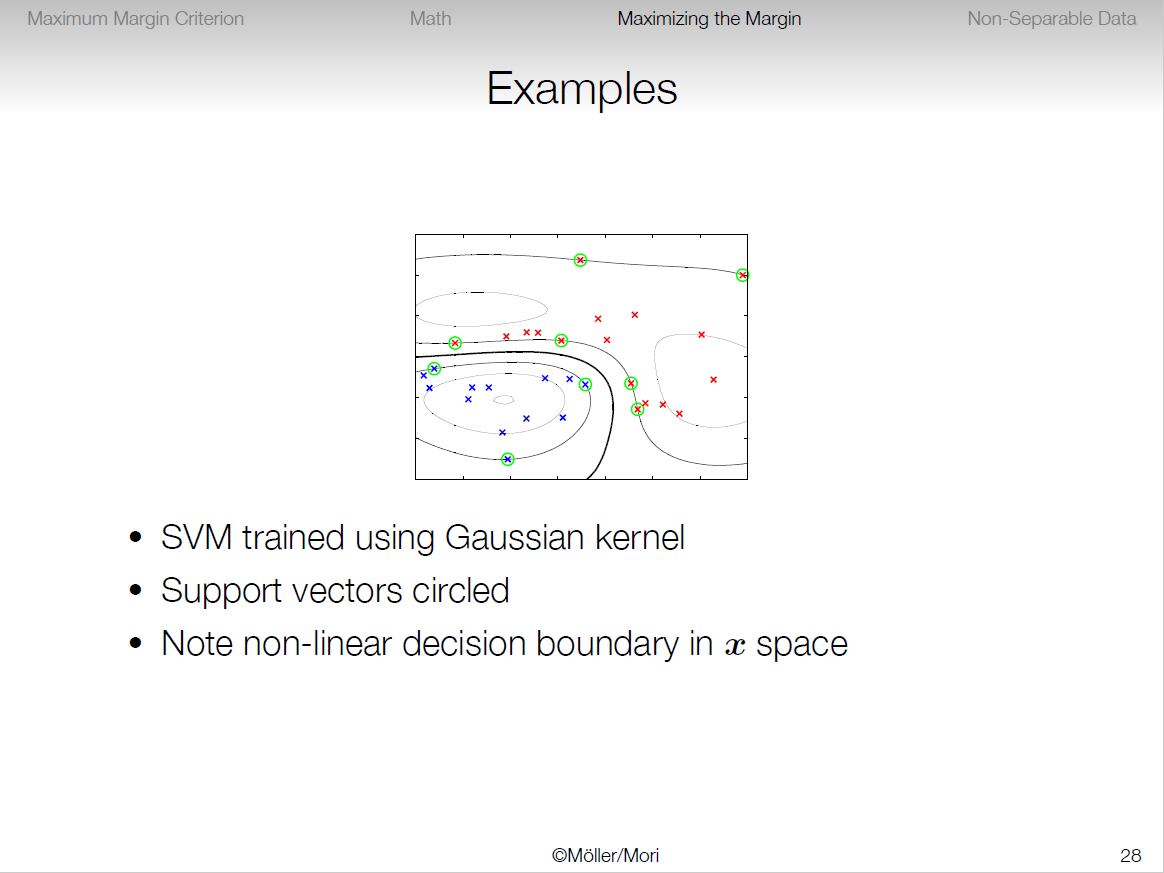 Maximum Margin Criterion Math Maximizing the Margin Non-Separable Data
Examples
• SVM trained using Gaussian kernel
• Support vectors circled
• Note non-linear decision boundary in x space
©Möller/Mori 28